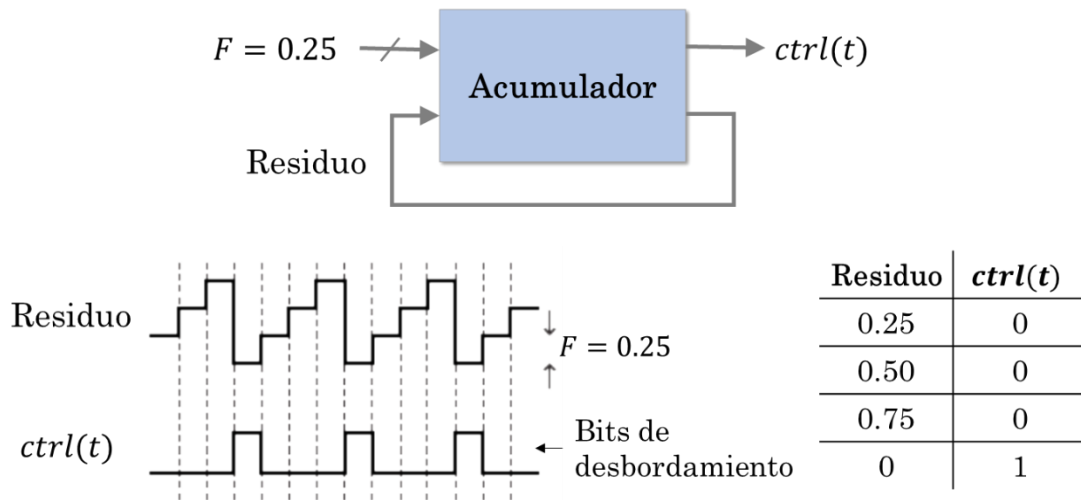 F = 0.25
Acumulador
ctrl(t)
Residuo
Residuo
F = 0.25
ctrl(t)
Bits de
desbordamiento
Residuo ctrl(t)
0.25 0
0.50 0
0.75 0
0 1